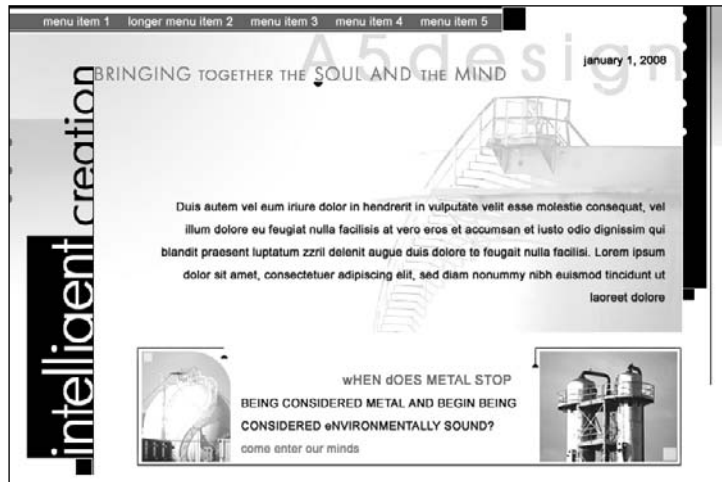 menu item 1 longer menu item 2 menu item 3 menu item 4 menu item 5
A5design
january 1, 2008
BRINGING TOGETHER THE SOUL AND THE MIND
intelligent creation
Duis autem vel eum iriure dolor in hendrerit in vulputate velit esse molestie consequat, vel
illum dolore eu feugiat nulla facilisis at vero eros et accumsan et iusto odio dignissim qui
blandit praesent luptatum zzril delenit augue duis dolore te feugait nulla facilisi. Lorem ipsum
dolor sit amet, consectetuer adipiscing elit, sed diam nonummy nibh euismod tincidunt ut
laoreet dolore
wHEN dOES METAL STOP
BEING CONSIDERED METAL AND BEGIN BEING
CONSIDERED eNVIRONMENTALLY SOUND?
come enter our minds